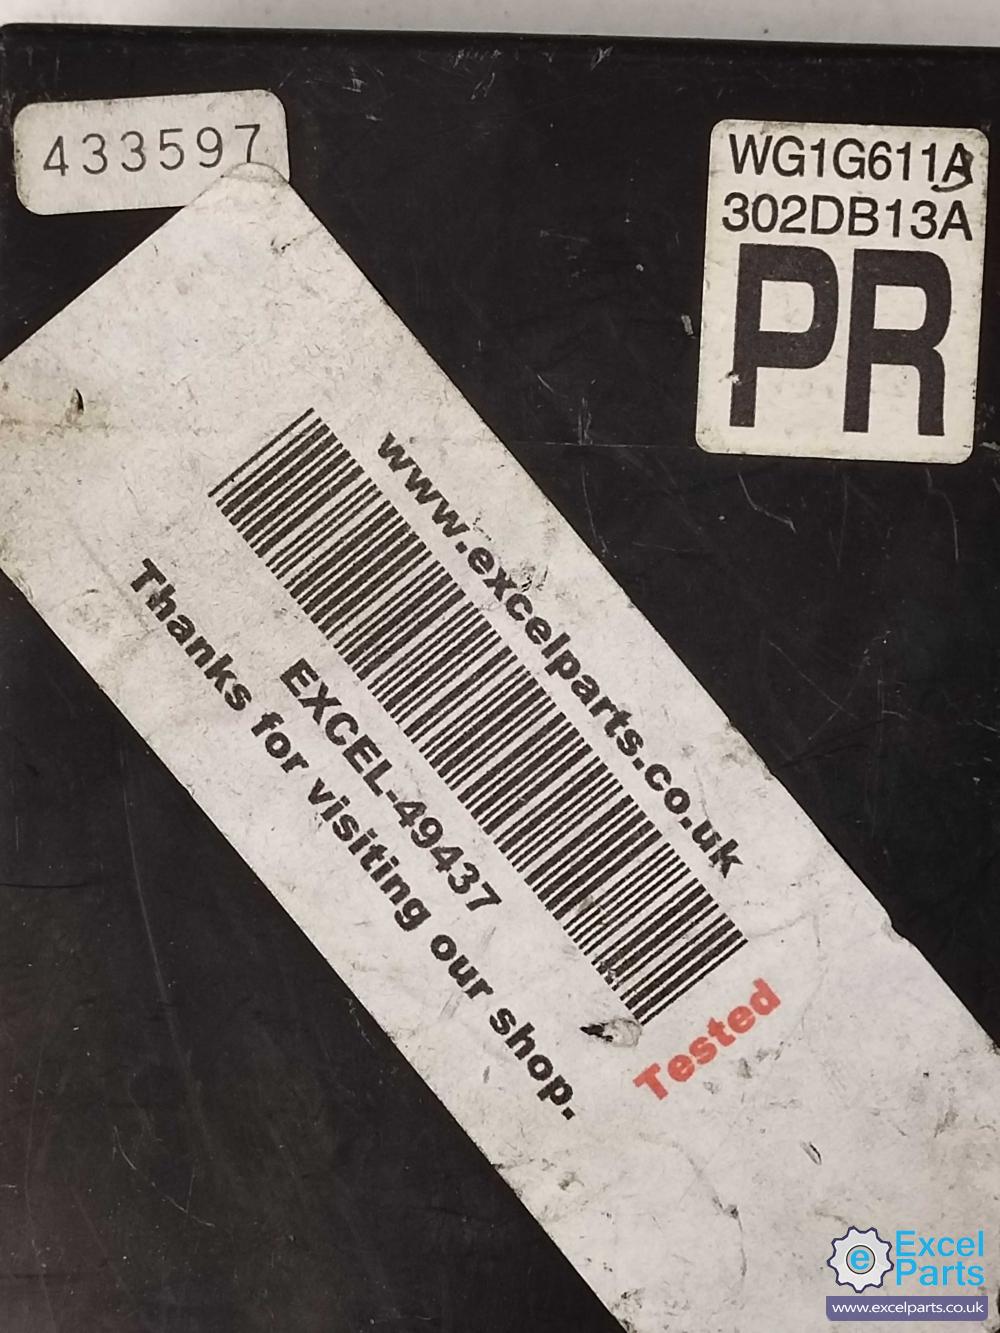 433597
WG1G611A
302DB13A
PR
www.excelparts.co.uk
EXCEL-49437
Thanks for visiting our shop.
Tested
e
Excel
Parts
www.excelparts.co.uk